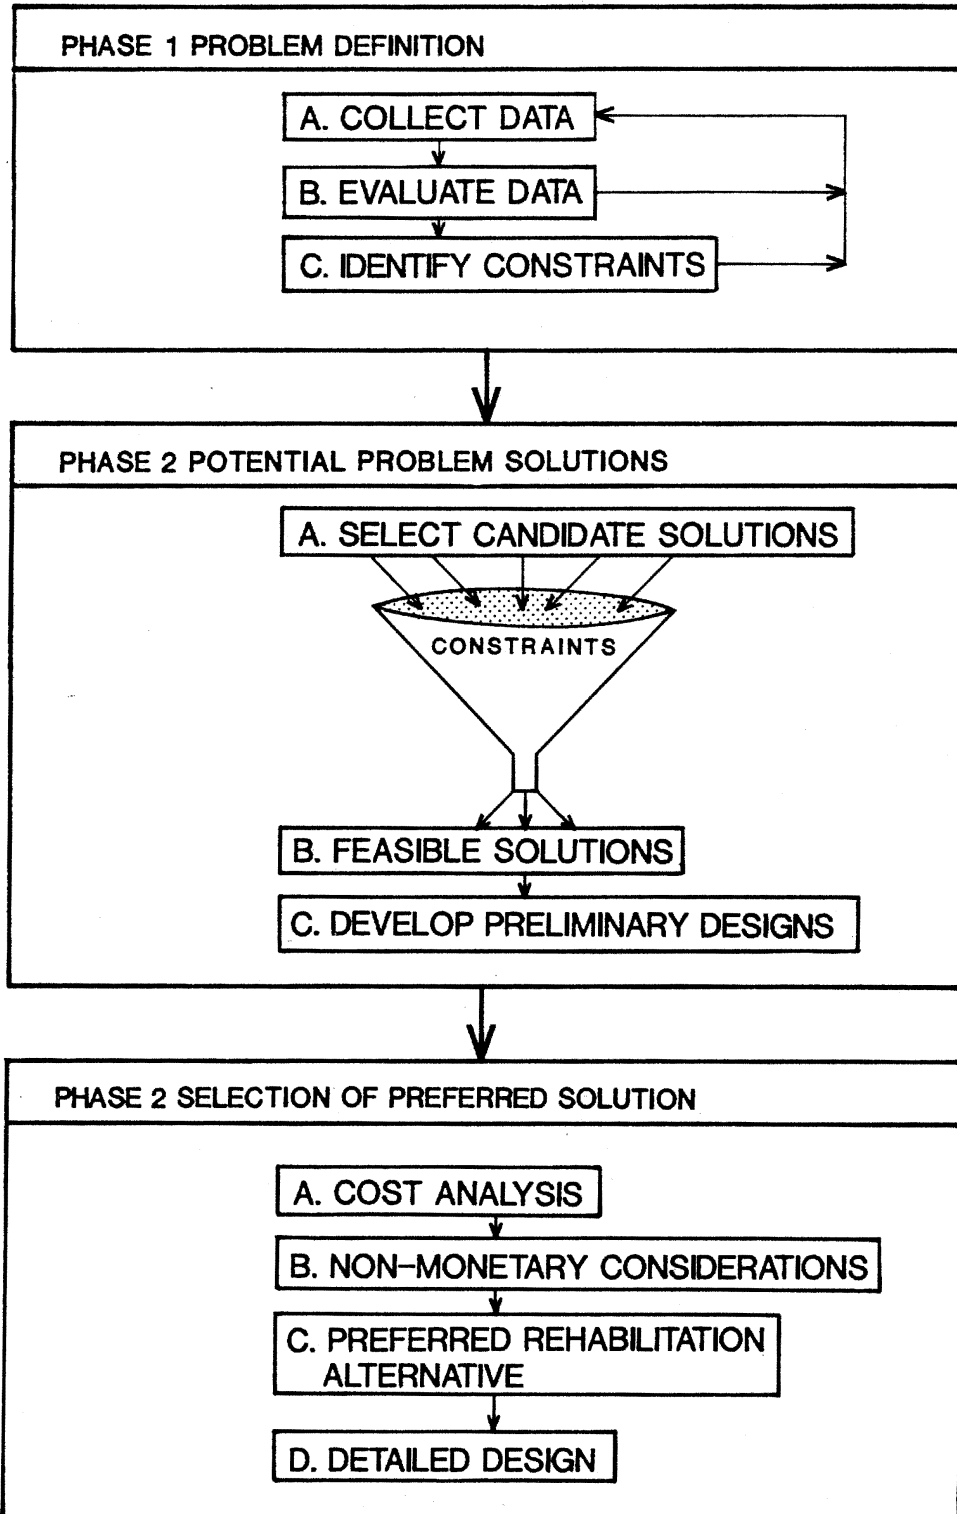 PHASE 1 PROBLEM DEFINITION
A. COLLECT DATA
B. EVALUATE DATA
C. IDENTIFY CONSTRAINTS
PHASE 2 POTENTIAL PROBLEM SOLUTIONS
A. SELECT CANDIDATE SOLUTIONS
CONSTRAINTS
B. FEASIBLE SOLUTIONS
C. DEVELOP PRELIMINARY DESIGNS
PHASE 2 SELECTION OF PREFERRED SOLUTION
A. COST ANALYSIS
B. NON-MONETARY CONSIDERATIONS
C. PREFERRED REHABILITATION
ALTERNATIVE
D. DETAILED DESIGN